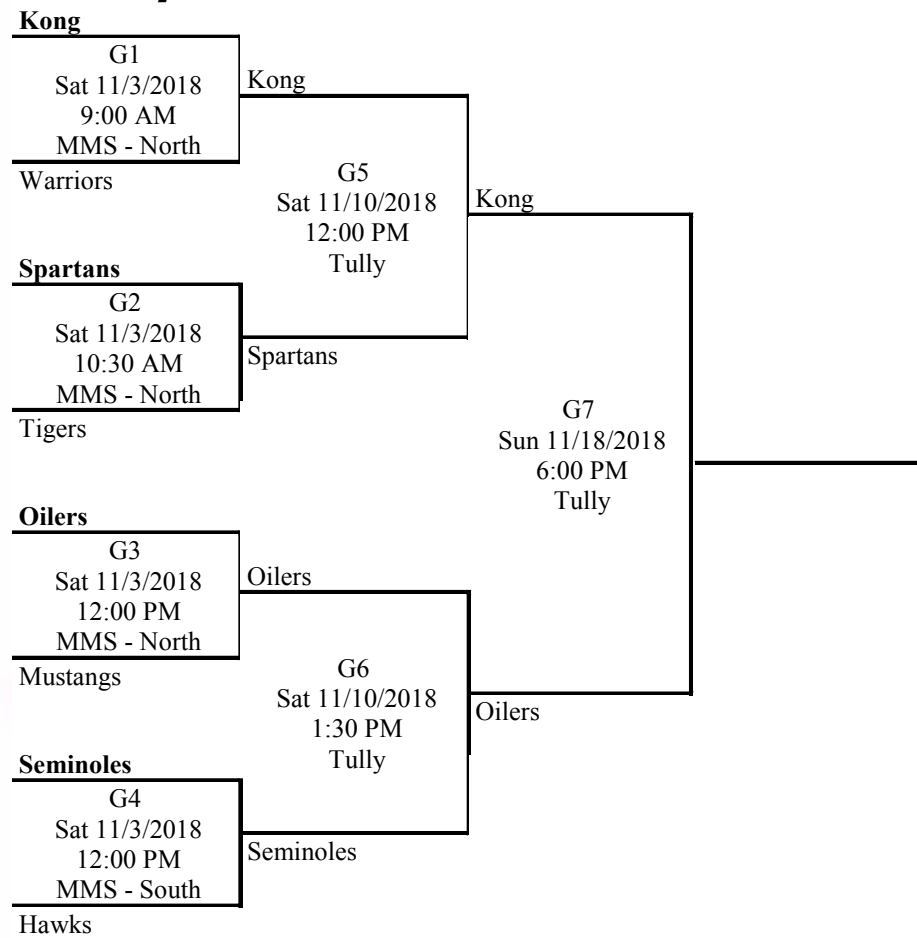 Kong
G1
Sat 11/3/2018
9:00 AM
MMS - North
Warriors
Kong
Spartans
G2
Sat 11/3/2018
10:30 AM
MMS - North
Tigers
Spartans
G5
Sat 11/10/2018
12:00 PM
Tully
Kong
Oilers
G3
Sat 11/3/2018
12:00 PM
MMS - North
Mustangs
Oilers
Seminoles
G4
Sat 11/3/2018
12:00 PM
MMS - South
Hawks
Seminoles
G6
Sat 11/10/2018
1:30 PM
Tully
Oilers
G7
Sun 11/18/2018
6:00 PM
Tully